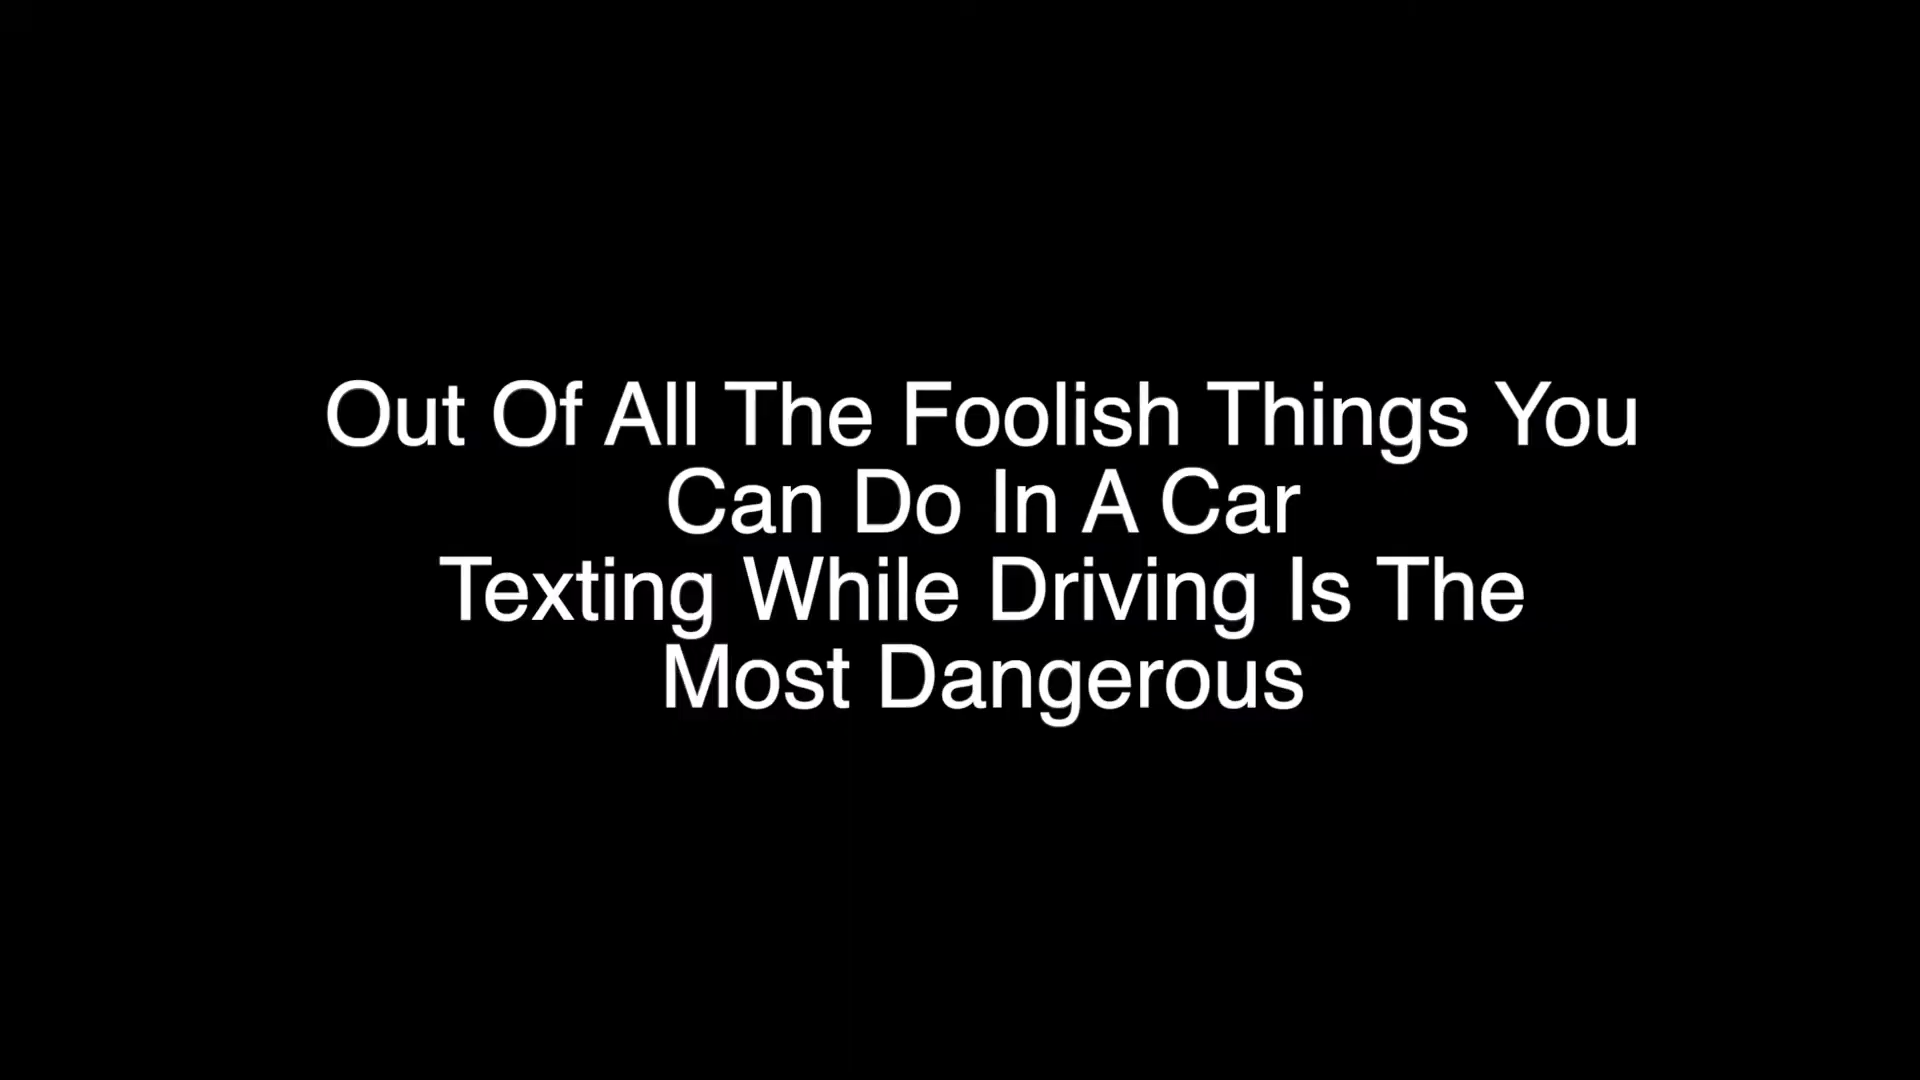 Out Of All The Foolish Things You
Can Do In A Car
Texting While Driving Is The
Most Dangerous